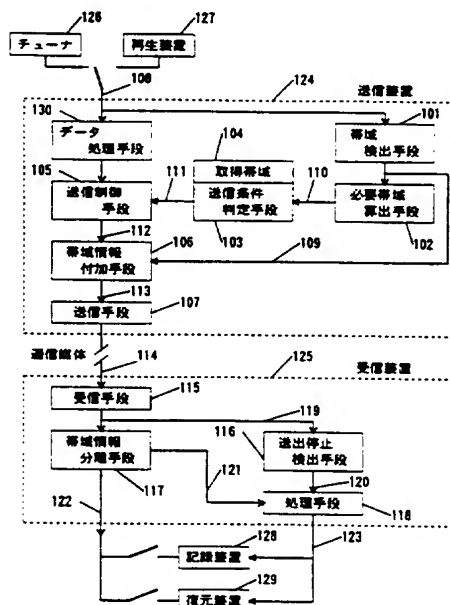 126
127
チューナ
再生装置
108
124
送信装置
130
101
データ
処理手段
104
帯域
検出手段
105
111
取得帯域
110
送信制御
手段
送信条件
判定手段
必要帯域
算出手段
112
106
103
109
102
帯域情報
付加手段
113
107
送信手段
通信媒体
114
125
受信装置
115
受信手段
119
116
送出停止
検出手段
帯域情報
分離手段
121
120
117
処理手段
122
118
128
123
記録装置
129
復元装置